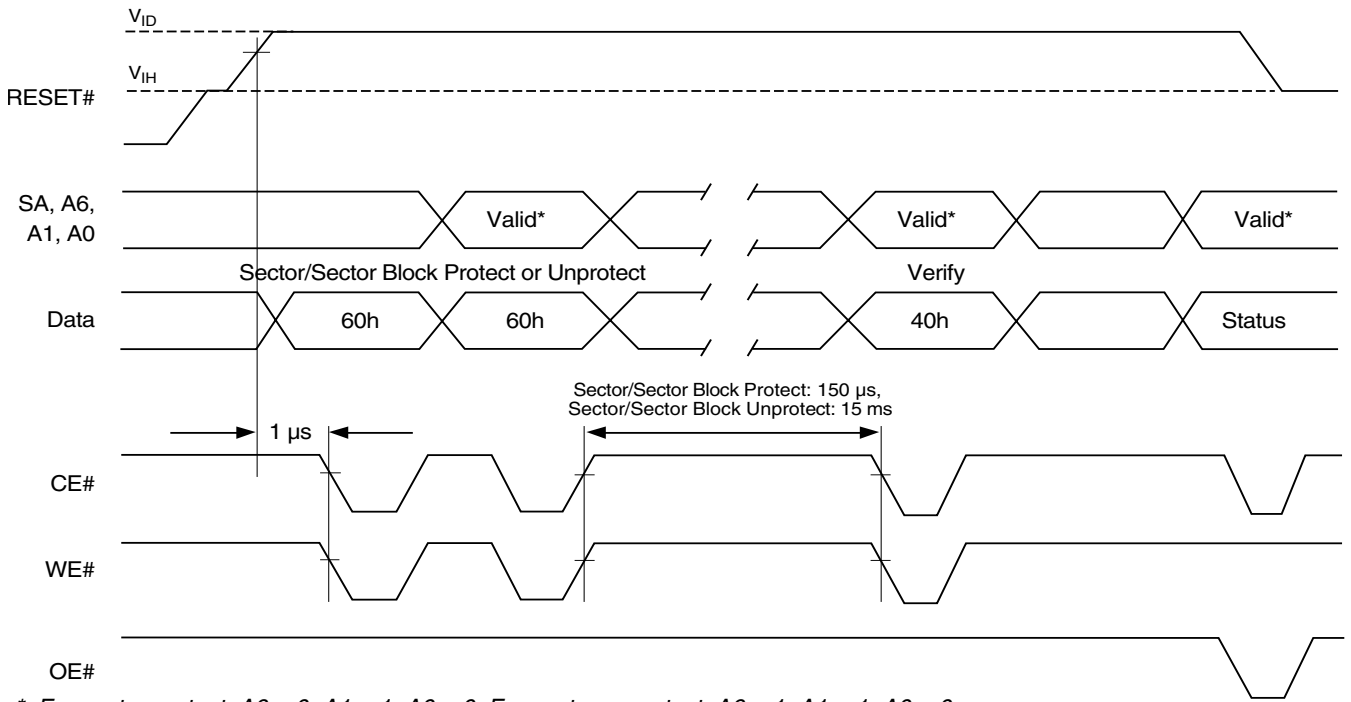 VID
VIH
RESET#
SA, A6,
A1, A0
Valid* Valid* Valid*
Sector/Sector Block Protect or Unprotect Verify
Data 60h 60h 40h Status
Sector/Sector Block Protect: 150 µs,
Sector/Sector Block Unprotect: 15 ms
1 µs
CE#
WE#
OE#